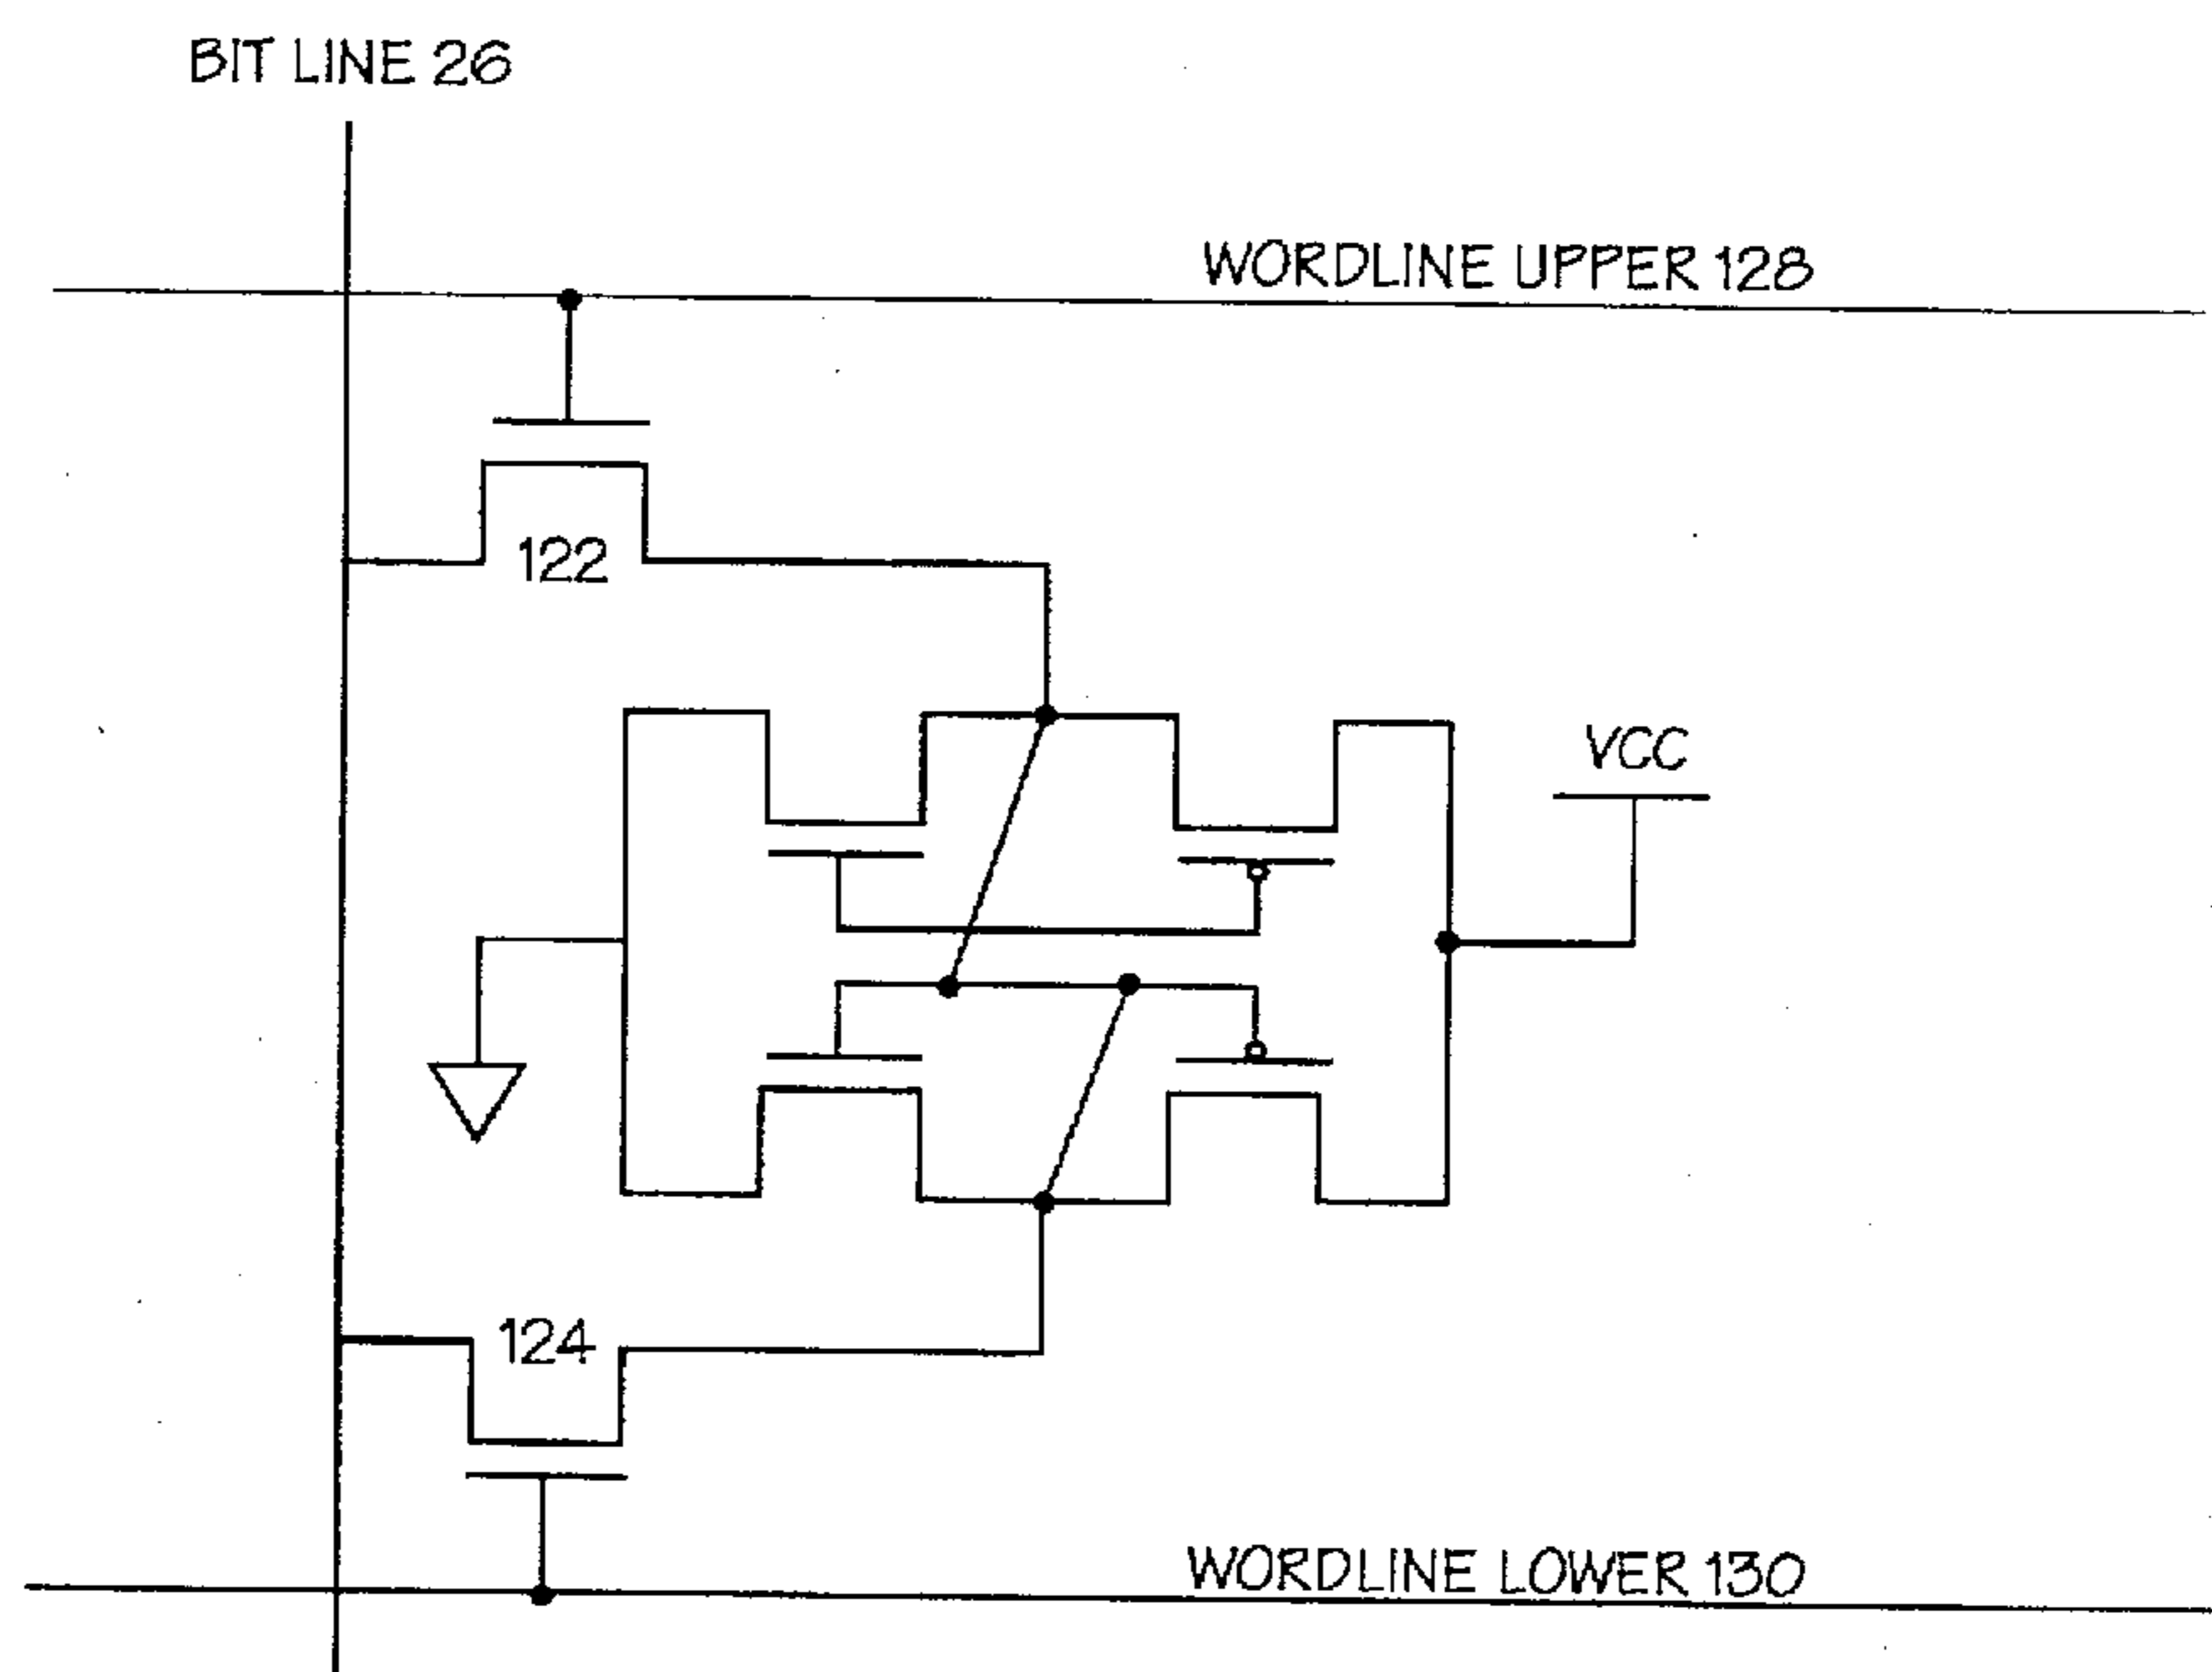 BIT LINE 26
WORDLINE UPPER 128
122
VCC
124
WORDLINE LOWER 130